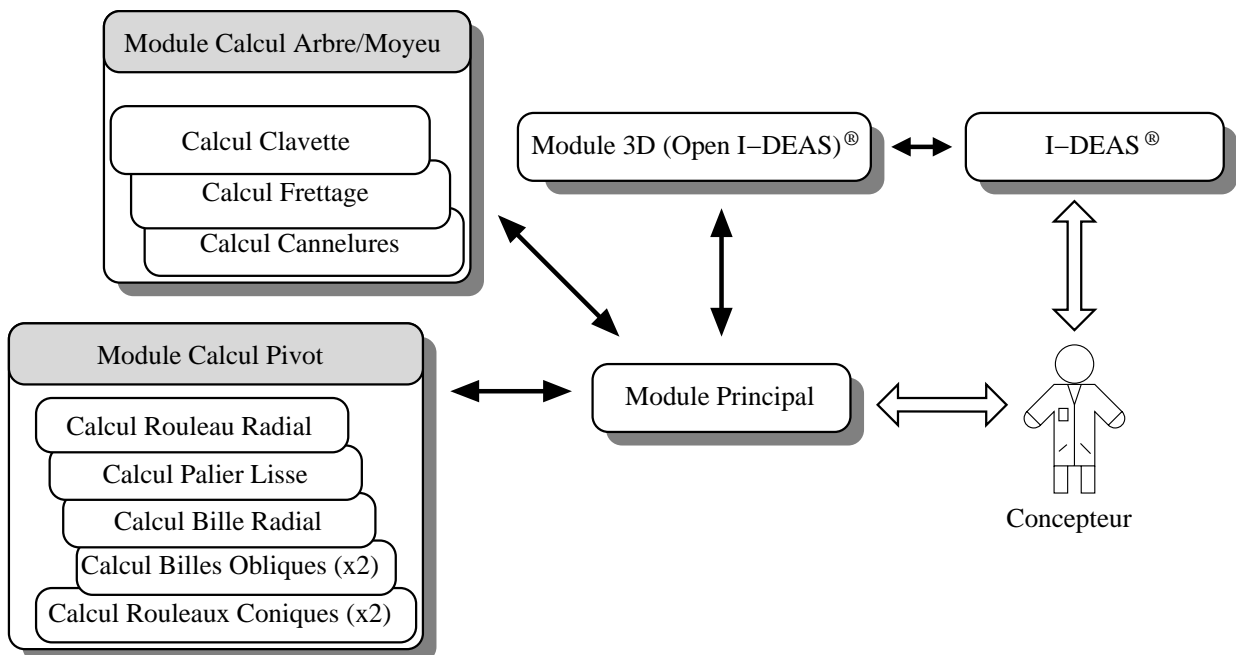 Module Calcul Arbre/Moyeu
Calcul Clavette
Calcul Frettage
Calcul Cannelures
Module 3D (Open I−DEAS)®
I−DEAS®
Module Calcul Pivot
Calcul Rouleau Radial
Calcul Palier Lisse
Calcul Bille Radial
Calcul Billes Obliques (x2)
Calcul Rouleaux Coniques (x2)
Module Principal
Concepteur